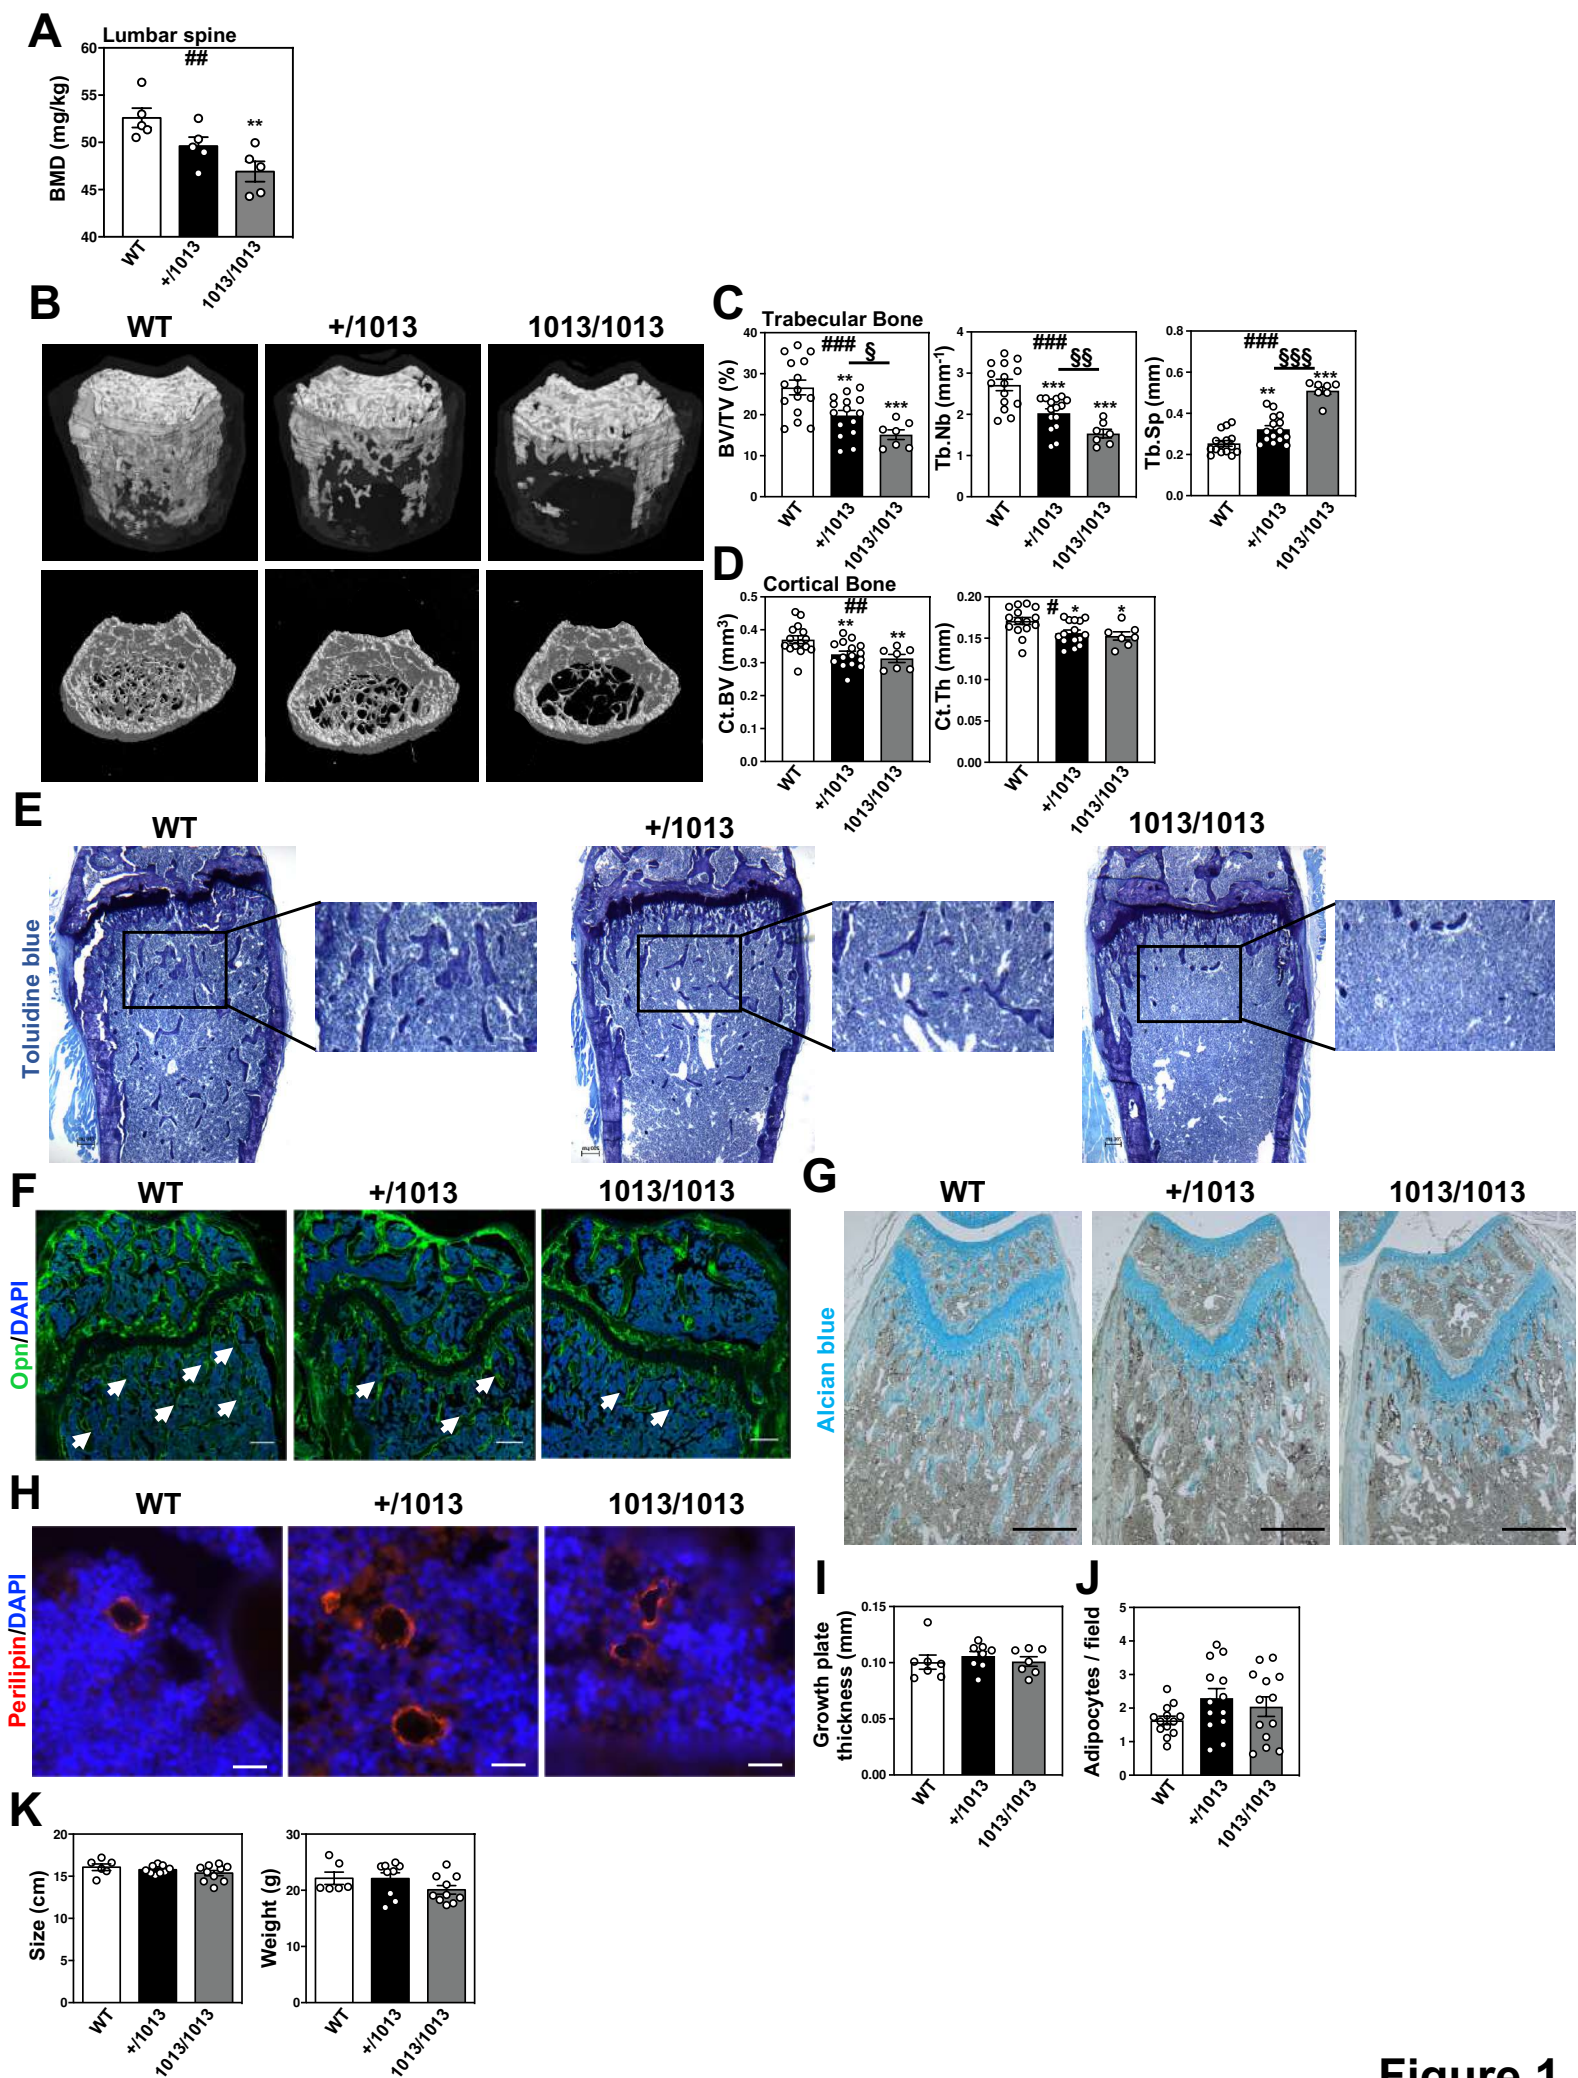 A
Lumbar spine
##
**
BMD (mg/kg)
60
55
50
45
40
WT
+/1013
1013/1013
B
WT
+/1013
1013/1013
C
Trabecular Bone
BV/TV (%)
40
30
20
10
0
###
§
**
***
WT
+/1013
1013/1013
Tb.Nb (mm-1)
4
3
2
1
0
###
§§
***
***
WT
+/1013
1013/1013
Tb.Sp (mm)
0.8
0.6
0.4
0.2
0.0
###
§§§
**
***
WT
+/1013
1013/1013
D
Cortical Bone
Ct.BV (mm3)
0.5
0.4
0.3
0.2
0.1
0.0
##
**
**
WT
+/1013
1013/1013
Ct.Th (mm)
0.20
0.15
0.10
0.05
0.00
#
*
*
WT
+/1013
1013/1013
E
WT
+/1013
1013/1013
Toluidine blue
F
WT
+/1013
1013/1013
Opn/DAPI
G
WT
+/1013
1013/1013
Alcian blue
H
WT
+/1013
1013/1013
Perilipin/DAPI
I
Growth plate
thickness (mm)
0.15
0.10
0.05
0.00
WT
+/1013
1013/1013
J
Adipocytes / field
5
4
3
2
1
0
WT
+/1013
1013/1013
K
Size (cm)
20
15
10
5
0
WT
+/1013
1013/1013
Weight (g)
30
20
10
0
WT
+/1013
1013/1013
Figure 1